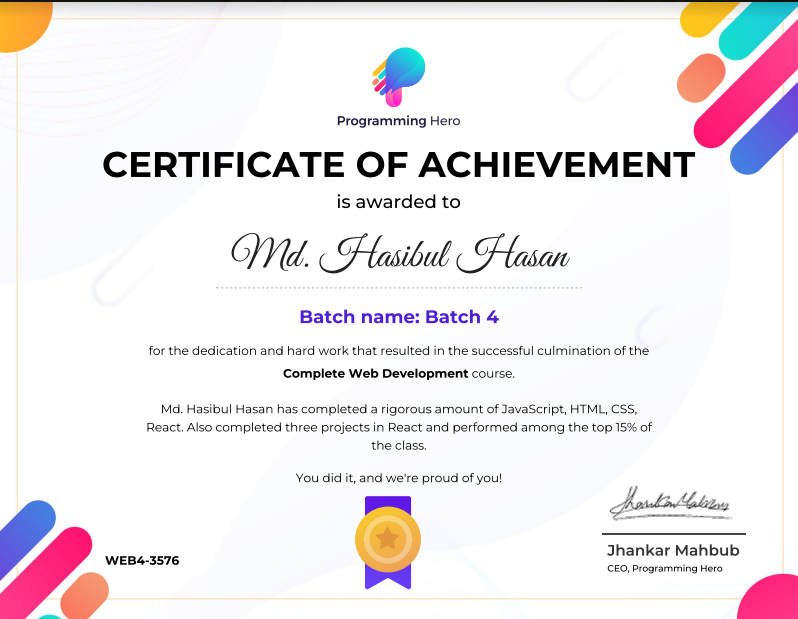 Programming Hero
CERTIFICATE OF ACHIEVEMENT
is awarded to
Md. Hasibul Hasan
Batch name: Batch 4
for the dedication and hard work that resulted in the successful culmination of the
Complete Web Development course.
Md. Hasibul Hasan has completed a rigorous amount of JavaScript, HTML, CSS,
React. Also completed three projects in React and performed among the top 15% of
the class.
You did it, and we're proud of you!
WEB4-3576
Jhankar Mahbub
CEO, Programming Hero